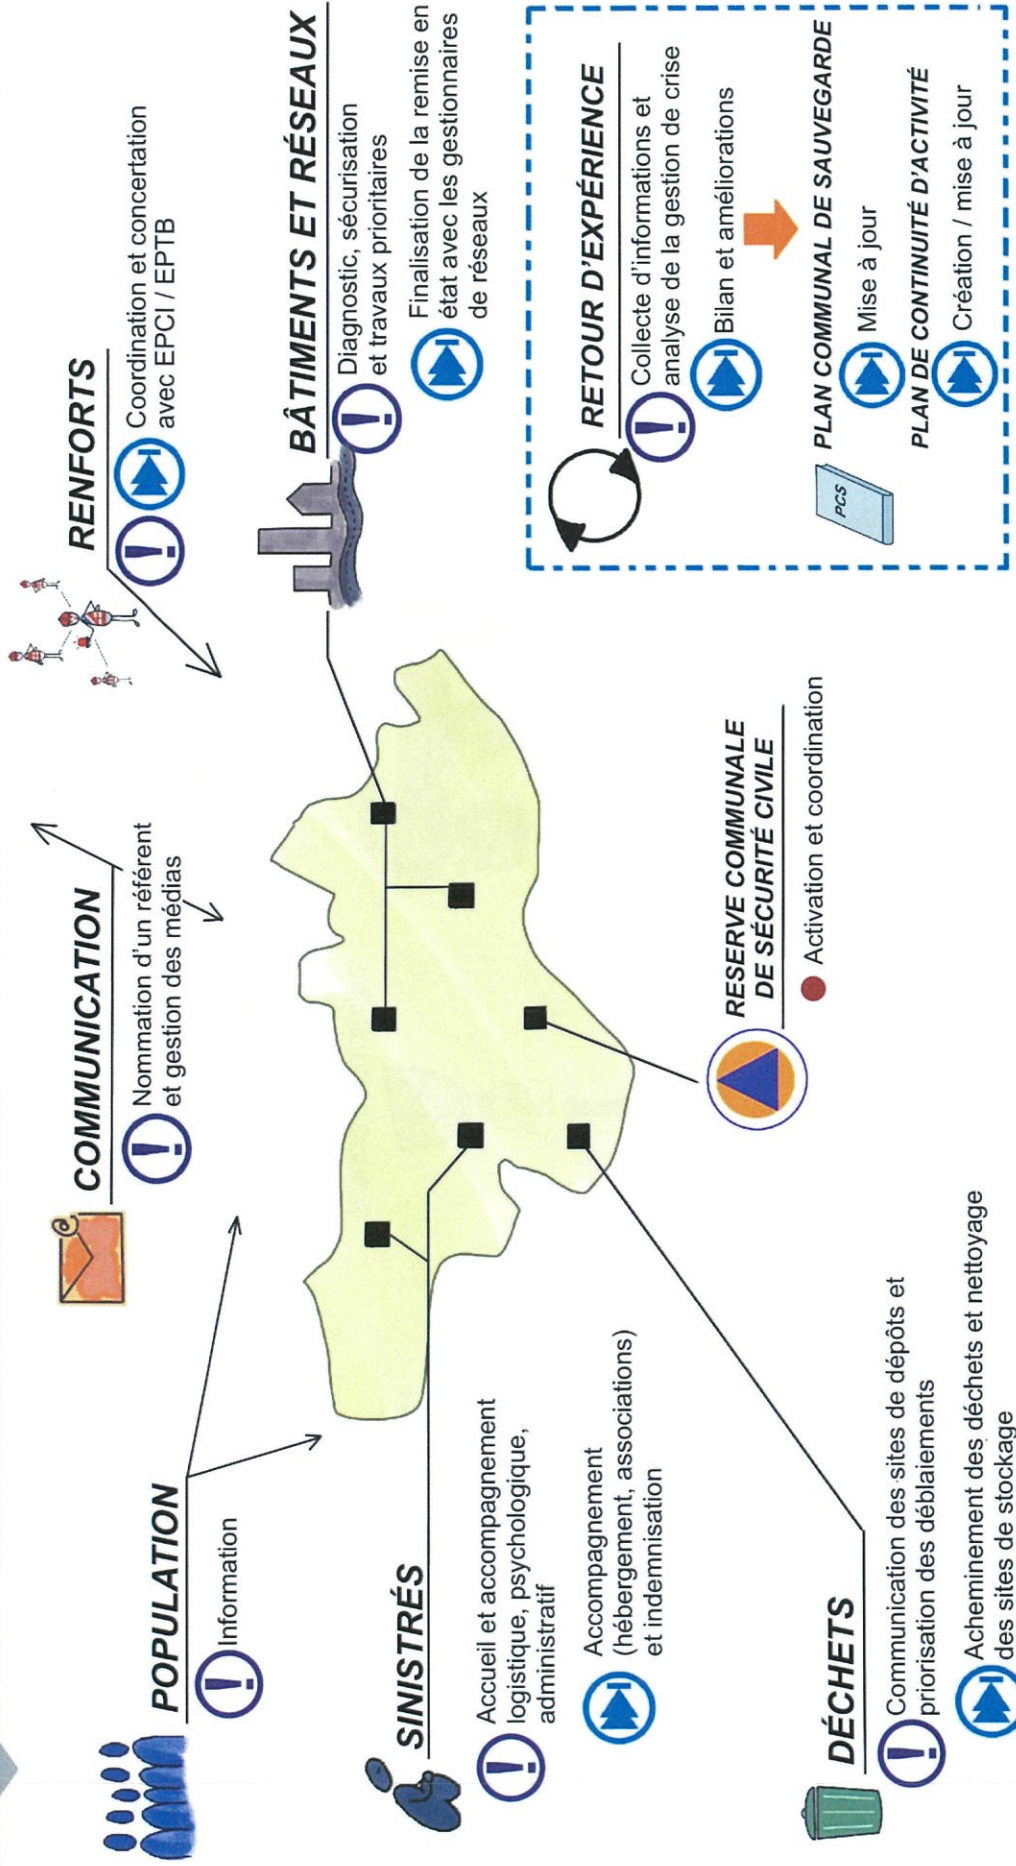 POPULATION
Information
COMMUNICATION
Nommation d'un référent
et gestion des médias
RENFORTS
Coordination et concertation
avec EPCI / EPTB
SINISTRÉS
Accueil et accompagnement
logistique, psychologique,
administratif
Accompagnement
(hébergement, associations)
et indemnisation
BÂTIMENTS ET RÉSEAUX
Diagnostic, sécurisation
et travaux prioritaires
Finalisation de la remise en
état avec les gestionnaires
de réseaux
DÉCHETS
Communication des sites de dépôts et
priorisation des déblaiements
Acheminement des déchets et nettoyage
des sites de stockage
RESERVE COMMUNALE
DE SÉCURITÉ CIVILE
Activation et coordination
RETOUR D'EXPÉRIENCE
Collecte d'informations et
analyse de la gestion de crise
Bilan et améliorations
PCS
PLAN COMMUNAL DE SAUVEGARDE
Mise à jour
PLAN DE CONTINUITÉ D'ACTIVITÉ
Création / mise à jour